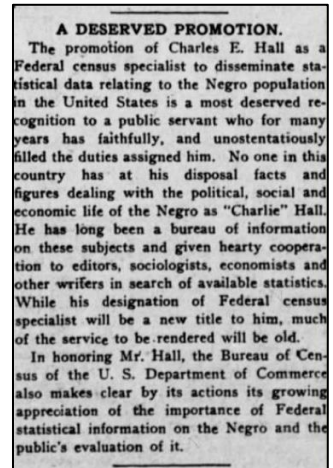 A DESERVED PROMOTION.
The promotion of Charles E. Hall as a
Federal census specialist to disseminate sta-
tistical data relating to the Negro population
in the United States is a most deserved re-
cognition to a public servant who for many
years has faithfully, and unostentatiously
filled the duties assigned him. No one in this
country has at his disposal facts and
figures dealing with the political, social and
economic life of the Negro as "Charlie" Hall.
He has long been a bureau of information
on these subjects and given hearty coopera-
tion to editors, sociologists, economists and
other writers in search of available statistics.
While his designation of Federal census
specialist will be a new title to him, much
of the service to be rendered will be old.
In honoring Mr. Hall, the Bureau of Cen-
sus of the U. S. Department of Commerce
also makes clear by its actions its growing
appreciation of the importance of Federal
statistical information on the Negro and the
public's evaluation of it.